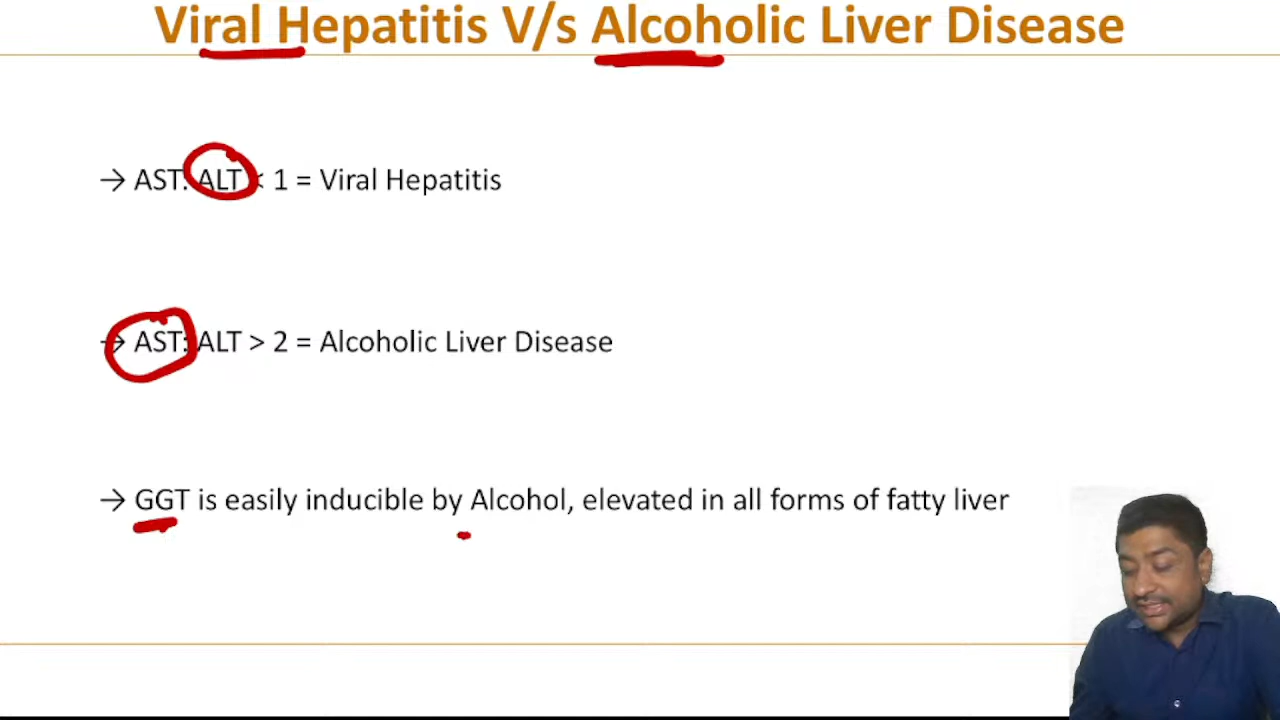 Viral Hepatitis V/s Alcoholic Liver Disease
→ AST: ALT < 1 = Viral Hepatitis
→ AST: ALT > 2 = Alcoholic Liver Disease
→ GGT is easily inducible by Alcohol, elevated in all forms of fatty liver